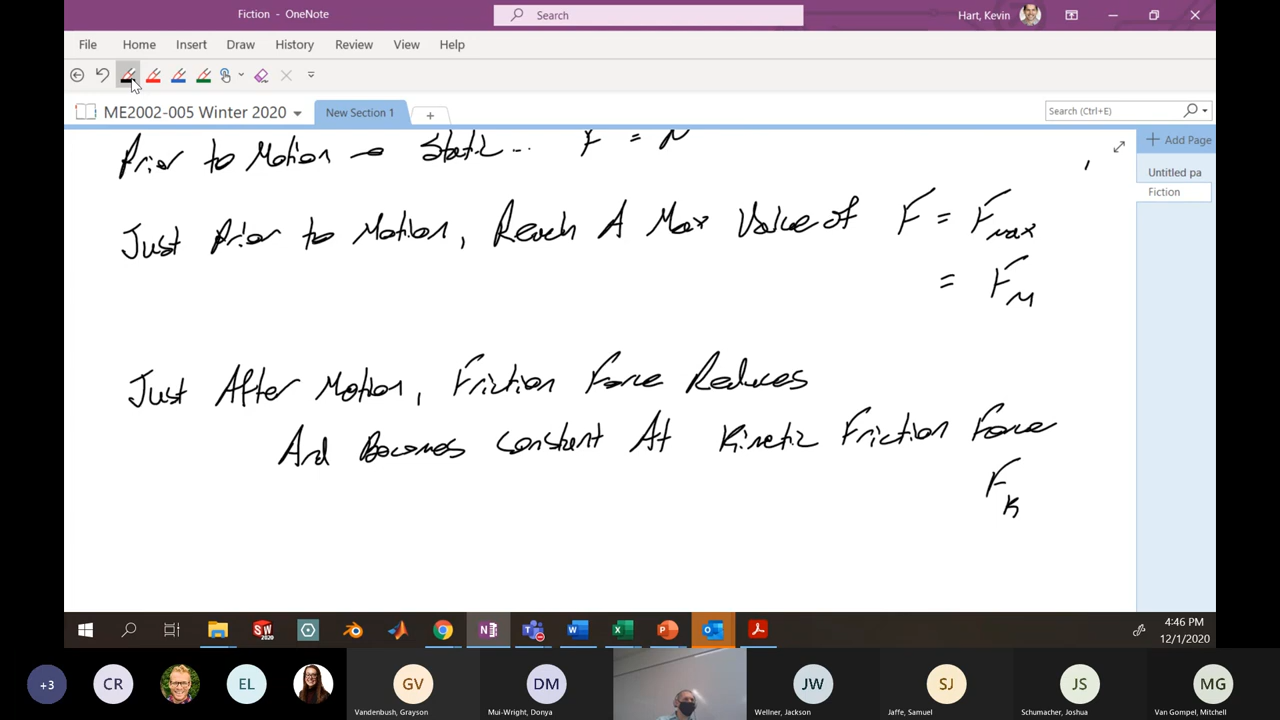 Fiction - OneNote
Search
Hart, Kevin
File Home Insert Draw History Review View Help
ME2002-005 Winter 2020
New Section 1
Search (Ctrl+E)
Prior to Motion - Static... F =
Add Page
Untitled pa
Fiction
Just Prior to Motion, Reach A Max Value of F = Fmax
= FM
Just After Motion, Friction Force Reduces
And Becomes Constant At Kinetic Friction Force
FK
SW
2020
4:46 PM
12/1/2020
+3 CR EL GV DM JW SJ JS MG
Vandenbush, Grayson Mui-Wright, Donya Wellner, Jackson Jaffe, Samuel Schumacher, Joshua Van Gompel, Mitchell